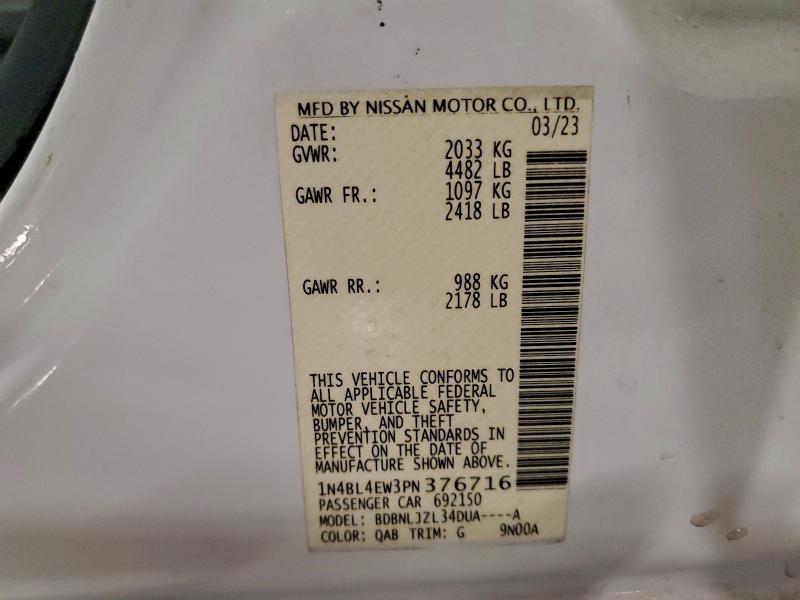 MFD BY NISSAN MOTOR CO., LTD.
DATE: 03/23
GVWR: 2033 KG
4482 LB
GAWR FR.: 1097 KG
2418 LB
GAWR RR.: 988 KG
2178 LB
THIS VEHICLE CONFORMS TO
ALL APPLICABLE FEDERAL
MOTOR VEHICLE SAFETY,
BUMPER, AND THEFT
PREVENTION STANDARDS IN
EFFECT ON THE DATE OF
MANUFACTURE SHOWN ABOVE.
1N4BL4EW3PN376716
PASSENGER CAR 692150
MODEL: BDBNLJZL34DUA----A
COLOR: QAB TRIM: G 9N00A